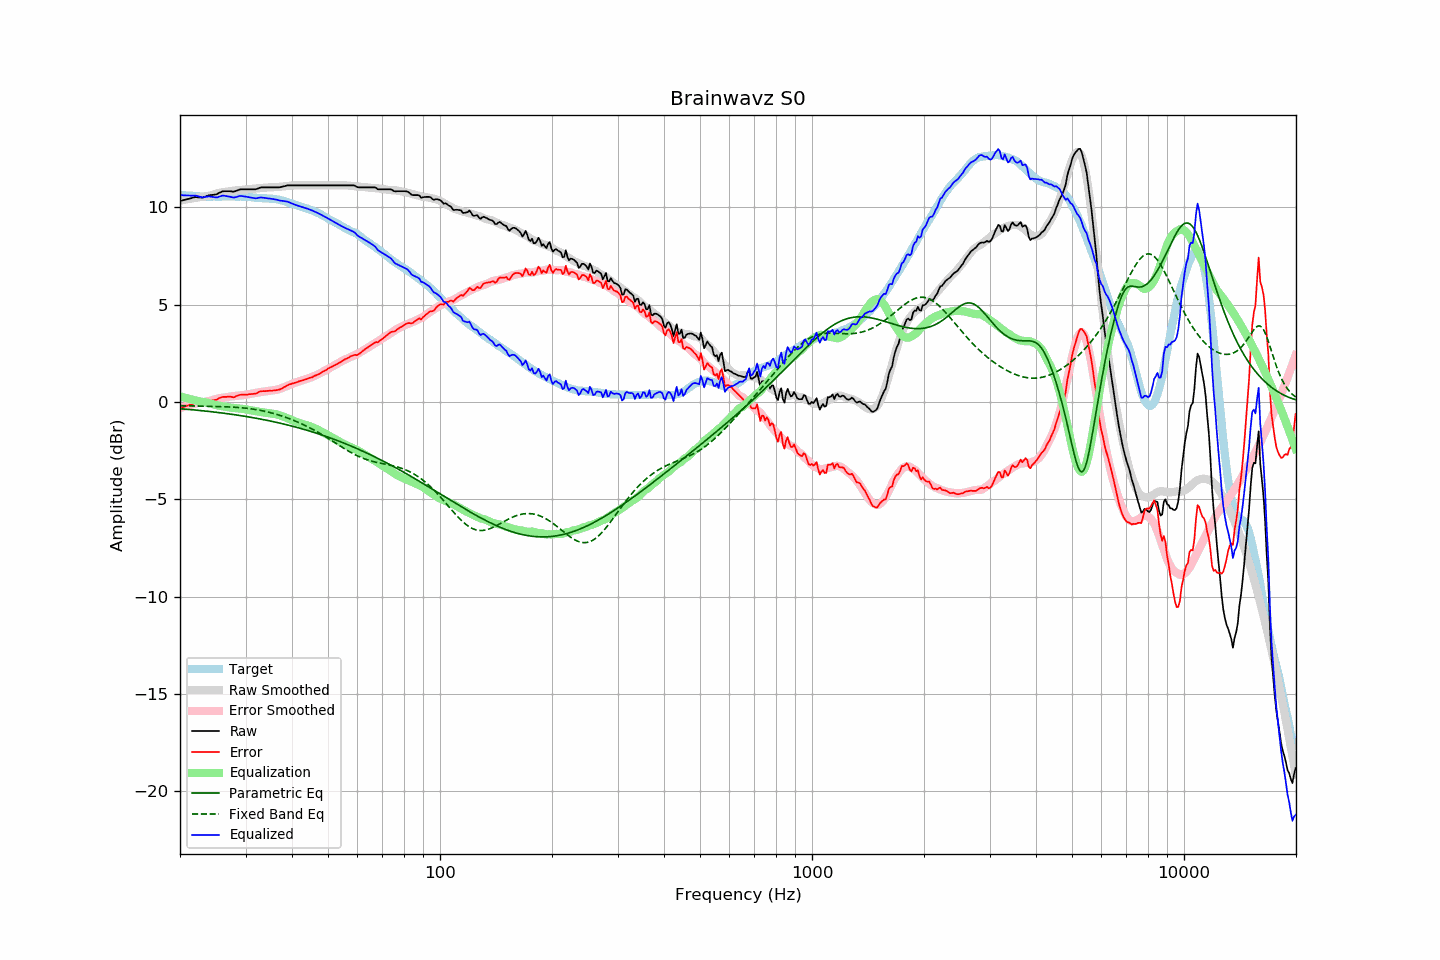 Brainwavz S0
Amplitude (dBr)
10
5
0
−5
−10
−15
−20
Target
Raw Smoothed
Error Smoothed
Raw
Error
Equalization
Parametric Eq
Fixed Band Eq
Equalized
100
1000
10000
Frequency (Hz)